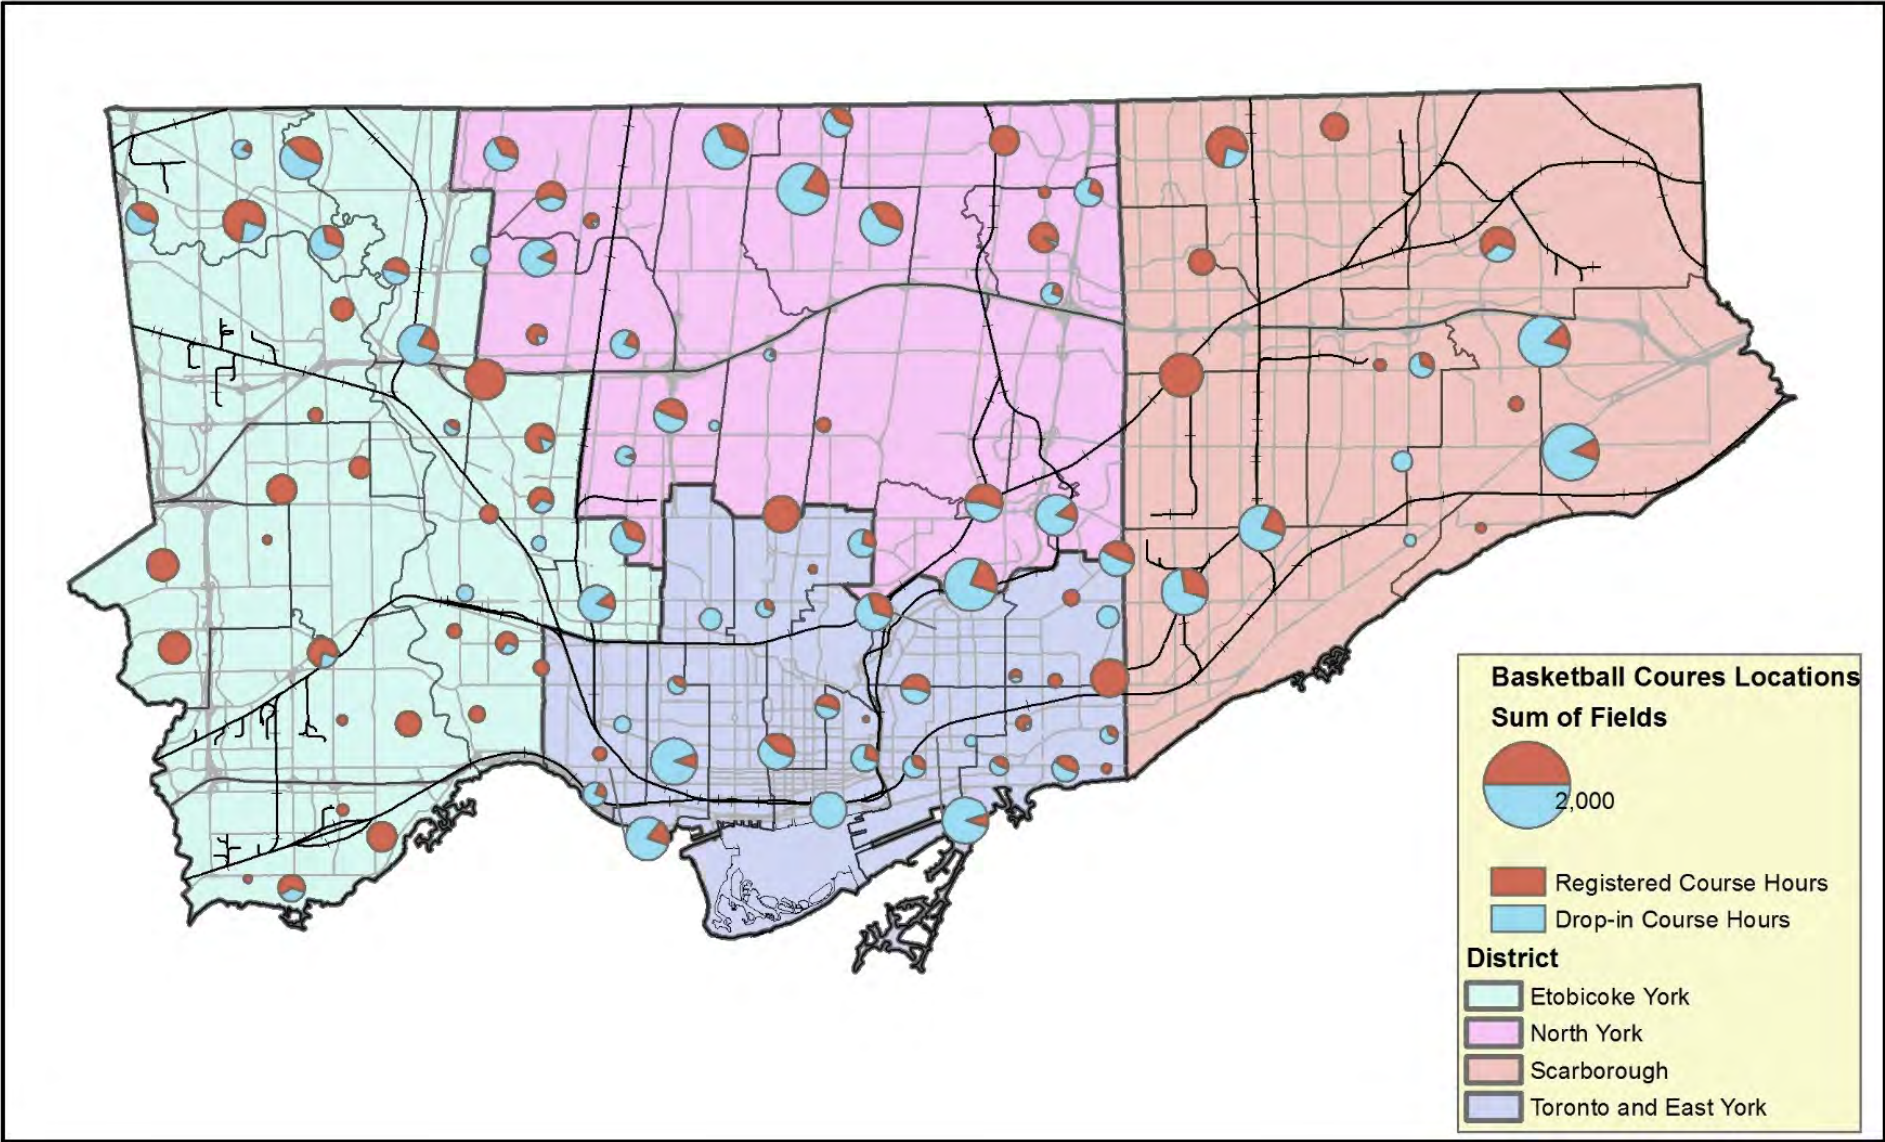 Basketball Coures Locations
Sum of Fields
2,000
Registered Course Hours
Drop-in Course Hours
District
Etobicoke York
North York
Scarborough
Toronto and East York